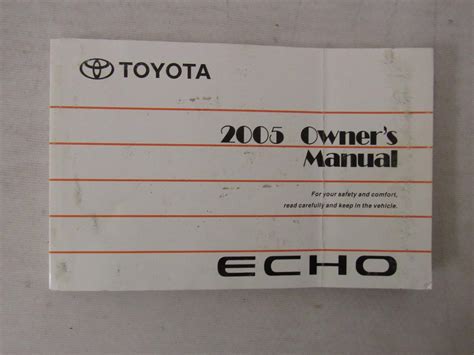 TOYOTA
2005 Owner's
Manual
For your safety and comfort,
read carefully and keep in the vehicle.
ECHO